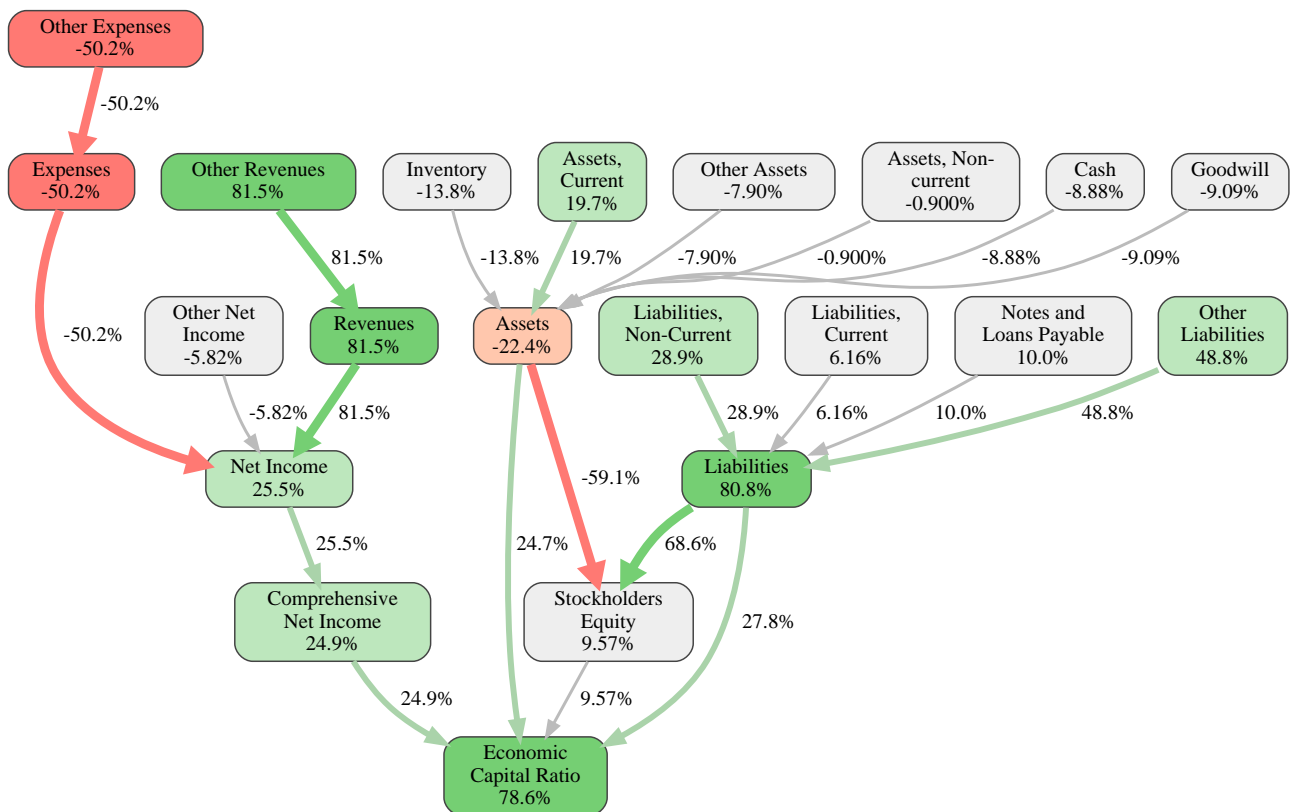 Other Expenses
-50.2%
-50.2%
Expenses
-50.2%
Other Revenues
81.5%
Inventory
-13.8%
Assets,
Current
19.7%
Other Assets
-7.90%
Assets, Non-
current
-0.900%
Cash
-8.88%
Goodwill
-9.09%
81.5%
-13.8%
19.7%
-7.90%
-0.900%
-8.88%
-9.09%
-50.2%
Other Net
Income
-5.82%
Revenues
81.5%
Assets
-22.4%
Liabilities,
Non-Current
28.9%
Liabilities,
Current
6.16%
Notes and
Loans Payable
10.0%
Other
Liabilities
48.8%
-5.82%
81.5%
28.9%
6.16%
10.0%
48.8%
Net Income
25.5%
-59.1%
Liabilities
80.8%
25.5%
24.7%
68.6%
Comprehensive
Net Income
24.9%
Stockholders
Equity
9.57%
27.8%
24.9%
9.57%
Economic
Capital Ratio
78.6%